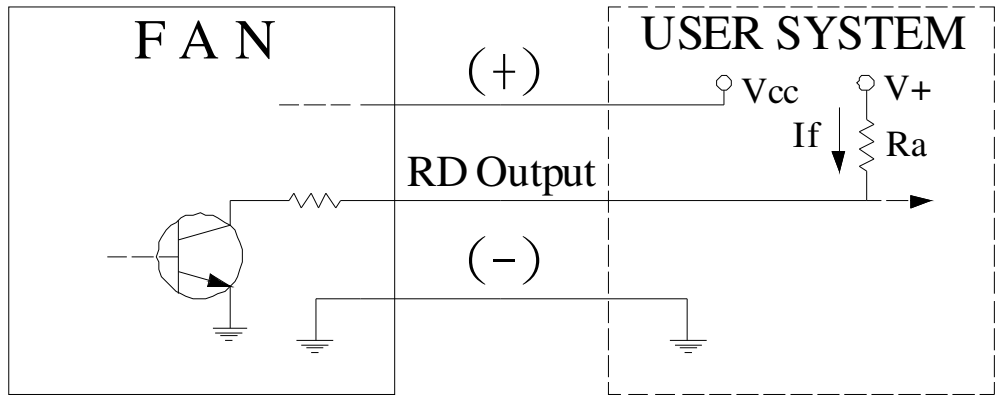 F A N
USER SYSTEM
(+)
Vcc
V+
If
Ra
RD Output
(-)